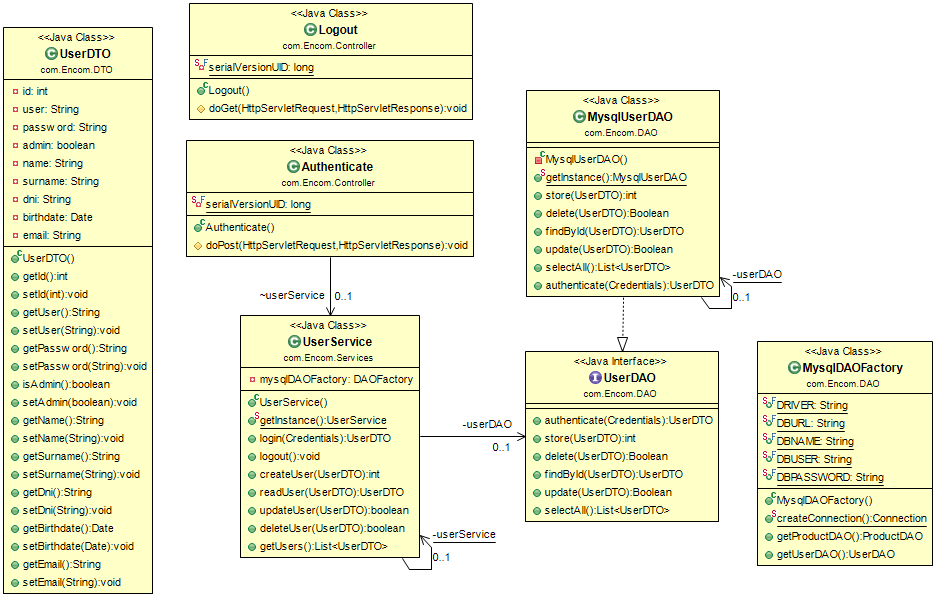 <<Java Class>>
UserDTO
com.Encom.DTO
id: int
user: String
password: String
admin: boolean
name: String
surname: String
dni: String
birthdate: Date
email: String
UserDTO()
getId():int
setId(int):void
getUser():String
setUser(String):void
getPassword():String
setPassword(String):void
isAdmin():boolean
setAdmin(boolean):void
getName():String
setName(String):void
getSurname():String
setSurname(String):void
getDni():String
setDni(String):void
getBirthdate():Date
setBirthdate(Date):void
getEmail():String
setEmail(String):void
<<Java Class>>
Logout
com.Encom.Controller
serialVersionUID: long
Logout()
doGet(HttpServletRequest,HttpServletResponse):void
<<Java Class>>
Authenticate
com.Encom.Controller
serialVersionUID: long
Authenticate()
doPost(HttpServletRequest,HttpServletResponse):void
~userService 0..1
<<Java Class>>
UserService
com.Encom.Services
mysqlDAOFactory: DAOFactory
UserService()
getInstance():UserService
login(Credentials):UserDTO
logout():void
createUser(UserDTO):int
readUser(UserDTO):UserDTO
updateUser(UserDTO):boolean
deleteUser(UserDTO):boolean
getUsers():List<UserDTO>
-userService
0..1
-userDAO
0..1
<<Java Class>>
MysqlUserDAO
com.Encom.DAO
MysqlUserDAO()
getInstance():MysqlUserDAO
store(UserDTO):int
delete(UserDTO):Boolean
findById(UserDTO):UserDTO
update(UserDTO):Boolean
selectAll():List<UserDTO>
authenticate(Credentials):UserDTO
-userDAO
0..1
<<Java Interface>>
UserDAO
com.Encom.DAO
authenticate(Credentials):UserDTO
store(UserDTO):int
delete(UserDTO):Boolean
findById(UserDTO):UserDTO
update(UserDTO):Boolean
selectAll():List<UserDTO>
<<Java Class>>
MysqlDAOFactory
com.Encom.DAO
DRIVER: String
DBURL: String
DBNAME: String
DBUSER: String
DBPASSWORD: String
MysqlDAOFactory()
createConnection():Connection
getProductDAO():ProductDAO
getUserDAO():UserDAO